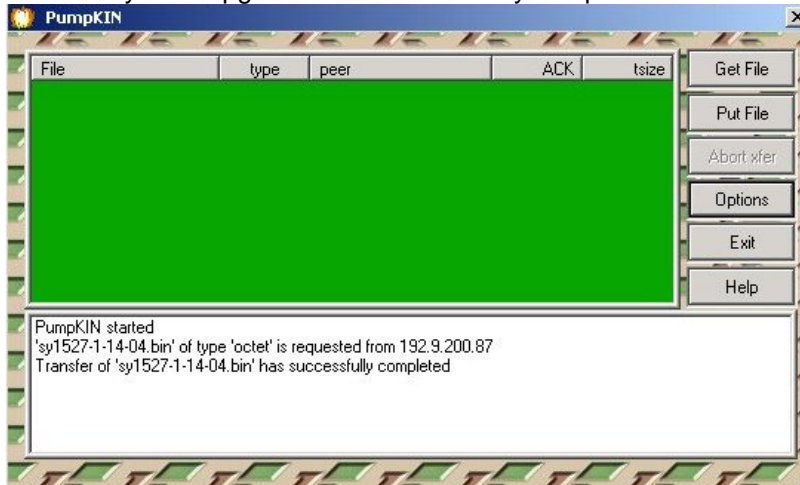 PumpKIN
File type peer ACK tsize
Get File
Put File
Abort xfer
Options
Exit
Help
PumpKIN started
'sy1527-1-14-04.bin' of type 'octet' is requested from 192.9.200.87
Transfer of 'sy1527-1-14-04.bin' has successfully completed